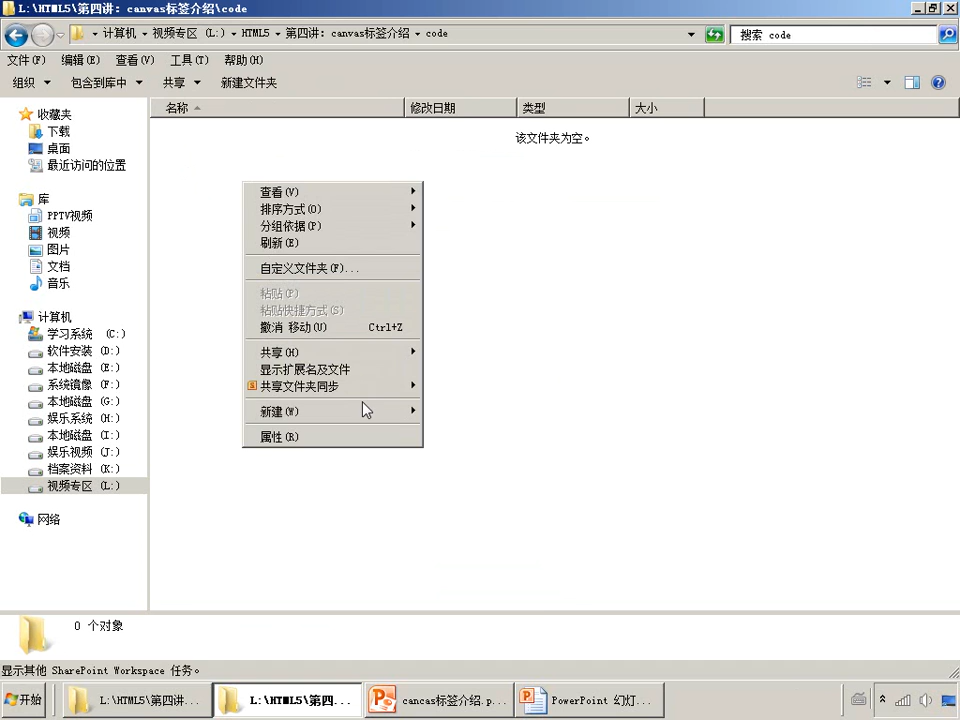 L:\HTML5\第四讲: canvas标签介绍\code
计算机 视频专区 (L:) HTML5 第四讲: canvas标签介绍 code
搜索 code
文件(F) 编辑(E) 查看(V) 工具(T) 帮助(H)
组织 包含到库中 共享 新建文件夹
名称 修改日期 类型 大小
该文件夹为空。
收藏夹
下载
桌面
最近访问的位置
库
PPTV视频
视频
图片
文档
音乐
计算机
学习系统 (C:)
软件安装 (D:)
本地磁盘 (E:)
系统镜像 (F:)
本地磁盘 (G:)
娱乐系统 (H:)
本地磁盘 (I:)
娱乐视频 (J:)
档案资料 (K:)
视频专区 (L:)
网络
查看(V)
排序方式(O)
分组依据(P)
刷新(E)
自定义文件夹(F)...
粘贴(P)
粘贴快捷方式(S)
撤消 移动(U) Ctrl+Z
共享(H)
显示扩展名及文件
共享文件夹同步
新建(W)
属性(R)
0 个对象
显示其他 SharePoint Workspace 任务。
开始 L:\HTML5\第四讲... L:\HTML5\第四... cancas标签介绍.p... PowerPoint 幻灯...